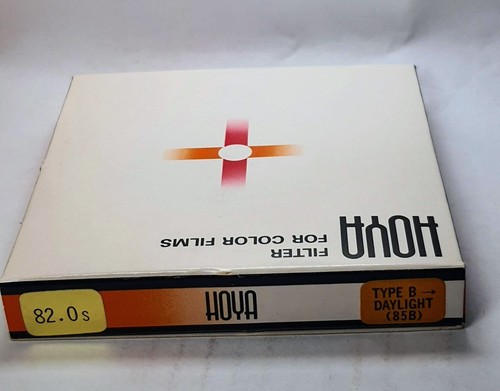 HOYA
FILTER
FOR COLOR FILMS
82.0s
HOYA
TYPE B →
DAYLIGHT
(85B)